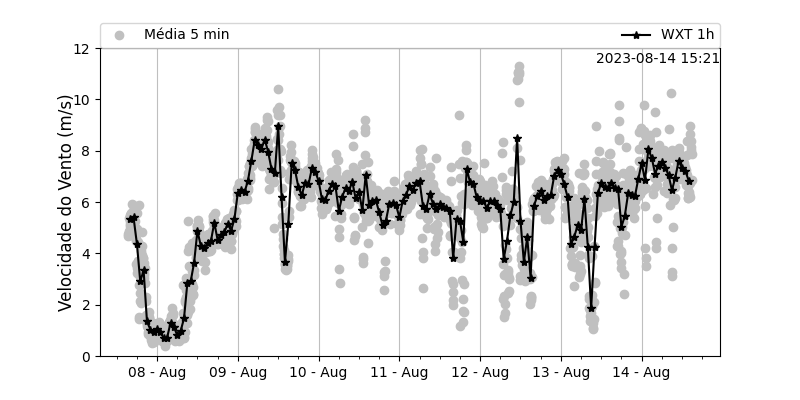 Média 5 min
WXT 1h
2023-08-14 15:21
Velocidade do Vento (m/s)
12
10
8
6
4
2
0
08 - Aug
09 - Aug
10 - Aug
11 - Aug
12 - Aug
13 - Aug
14 - Aug